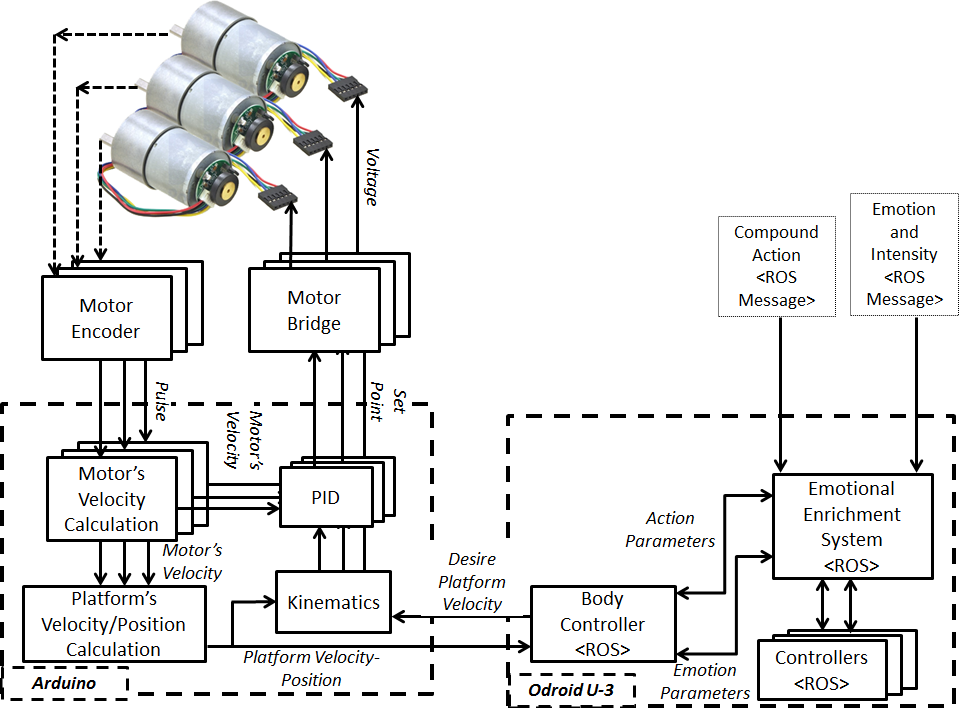 Voltage
Motor
Encoder
Motor
Bridge
Compound
Action
<ROS
Message>
Emotion
and
Intensity
<ROS
Message>
Pulse
Motor's
Velocity
Set
Point
Motor's
Velocity
Calculation
PID
Motor's
Velocity
Platform's
Velocity/Position
Calculation
Kinematics
Platform Velocity-
Position
Arduino
Desire
Platform
Velocity
Action
Parameters
Emotional
Enrichment
System
<ROS>
Body
Controller
<ROS>
Emotion
Parameters
Controllers
<ROS>
Odroid U-3